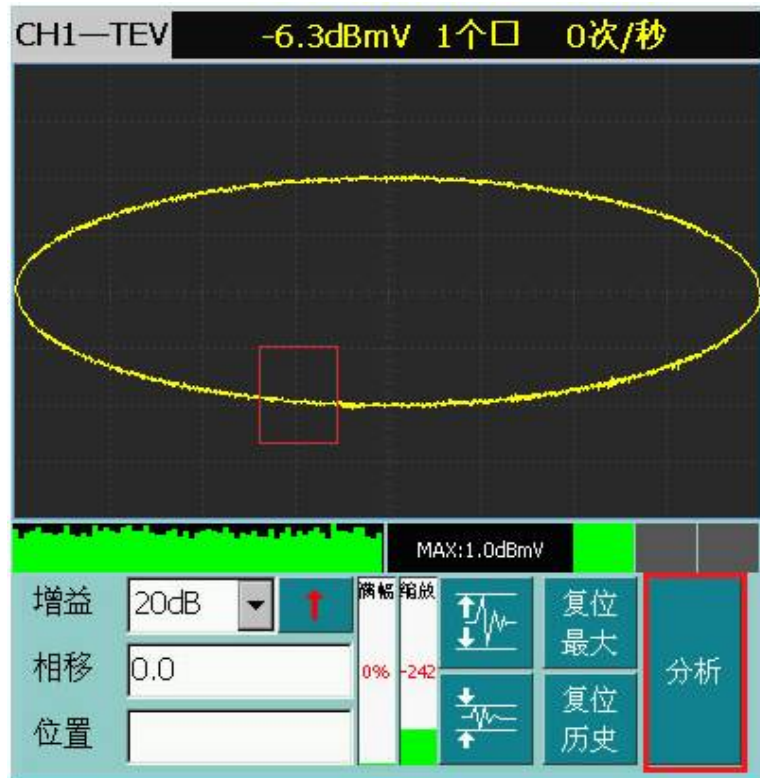 CH1—TEV -6.3dBmV 1个口 0次/秒
MAX:1.0dBmV
增益 20dB 满幅 缩放 复位最大 分析
相移 0.0 0% -242
位置 复位历史